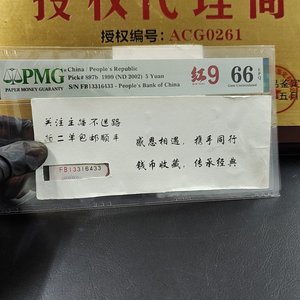 授权代理商
授权编号：ACG0261
PMG
PAPER MONEY GUARANTY
China - People's Republic
Pick# 897b 1999 (ND 2002) 5 Yuan
S/N FB13316433 - People's Bank of China
红9
66 EPQ
Gem Uncirculated
关注主播不迷路
第二单包邮顺丰
感恩相遇，携手同行
钱币收藏，传承经典
FB13316433